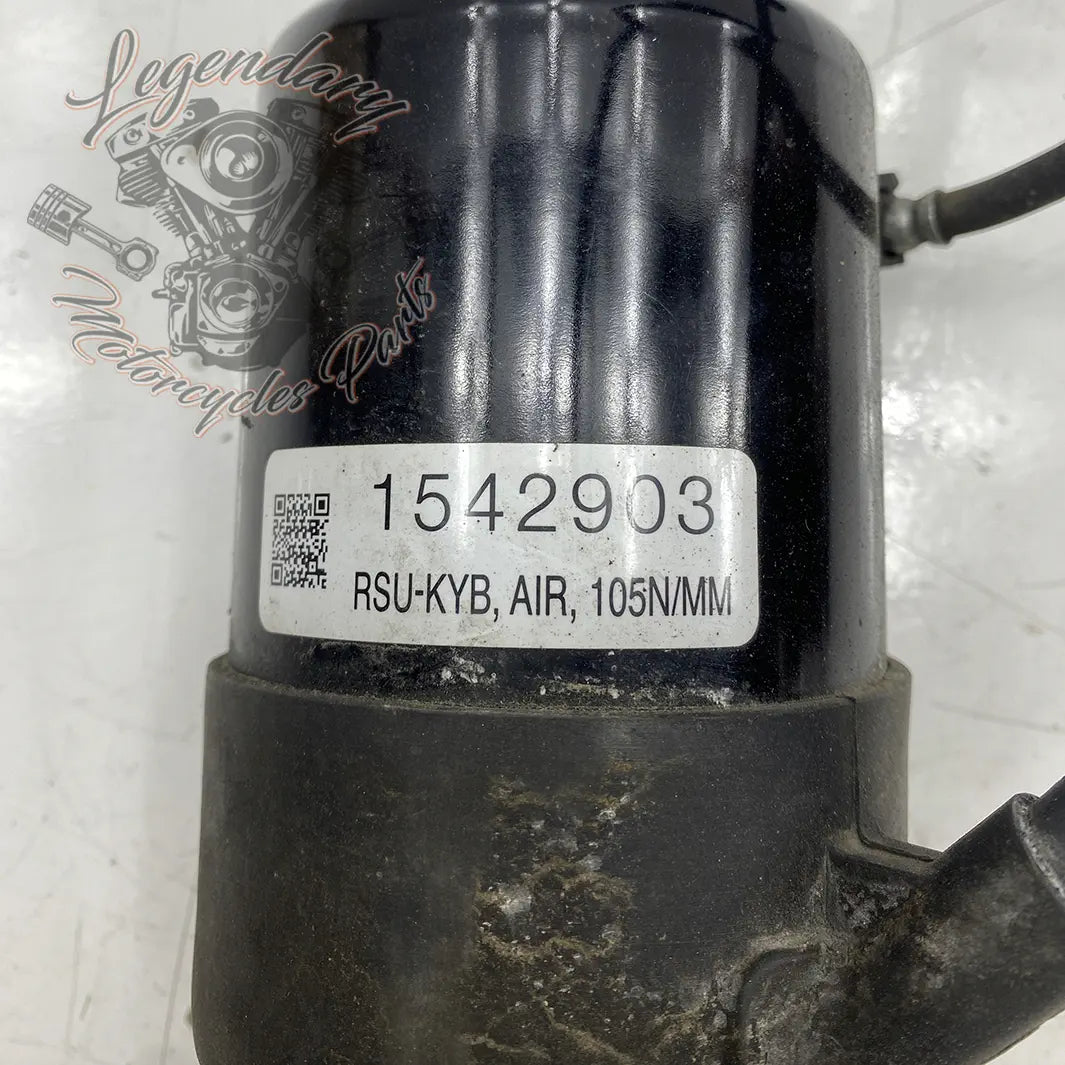 Legendary
Motorcycles Parts
1542903
RSU-KYB, AIR, 105N/MM